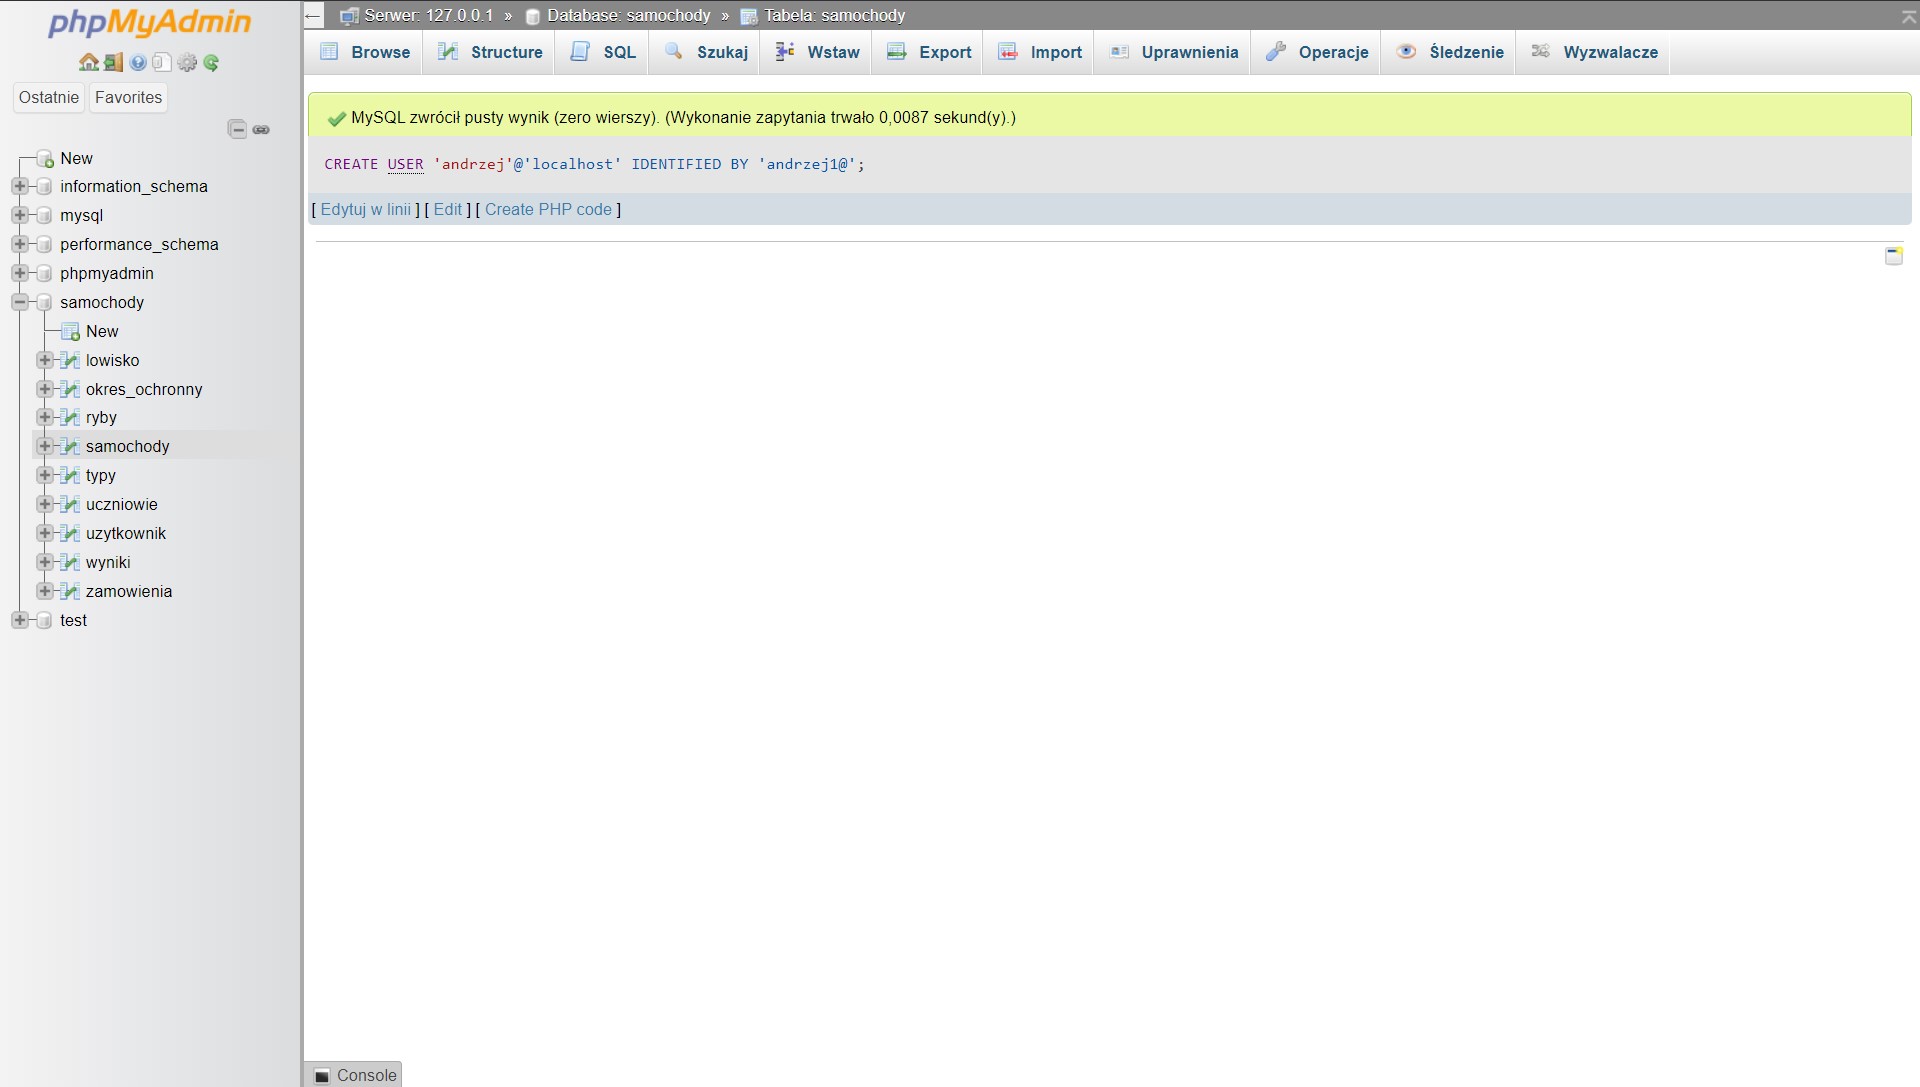 phpMyAdmin
Ostatnie Favorites
New
information_schema
mysql
performance_schema
phpmyadmin
samochody
New
lowisko
okres_ochronny
ryby
samochody
typy
uczniowie
uzytkownik
wyniki
zamowienia
test
← Serwer: 127.0.0.1 » Database: samochody » Tabela: samochody
Browse Structure SQL Szukaj Wstaw Export Import Uprawnienia Operacje Śledzenie Wyzwalacze
MySQL zwrócił pusty wynik (zero wierszy). (Wykonanie zapytania trwało 0,0087 sekund(y).)
CREATE USER 'andrzej'@'localhost' IDENTIFIED BY 'andrzej1@';
[ Edytuj w linii ] [ Edit ] [ Create PHP code ]
Console